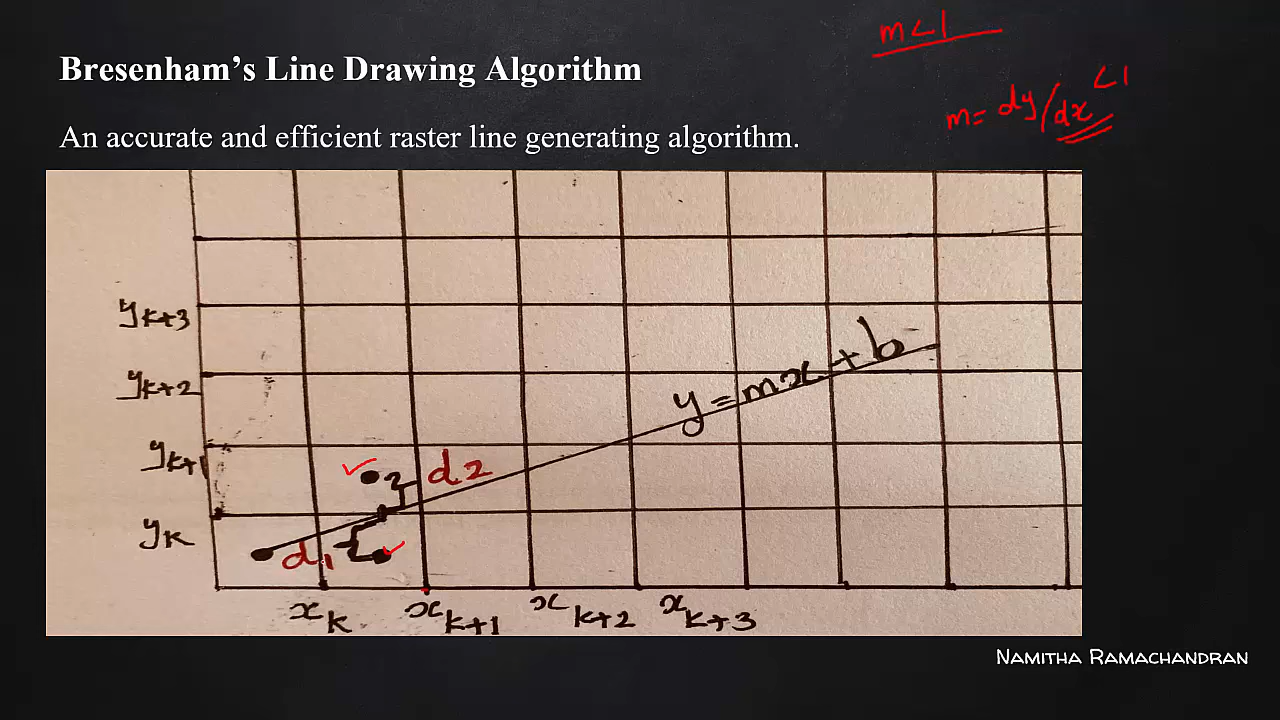 m<1
Bresenham's Line Drawing Algorithm
m= dy/dx <1
An accurate and efficient raster line generating algorithm.
yk+3
y=mx+b
yk+2
yk+1
d2
yk
d1
xk xk+1 xk+2 xk+3
Namitha Ramachandran